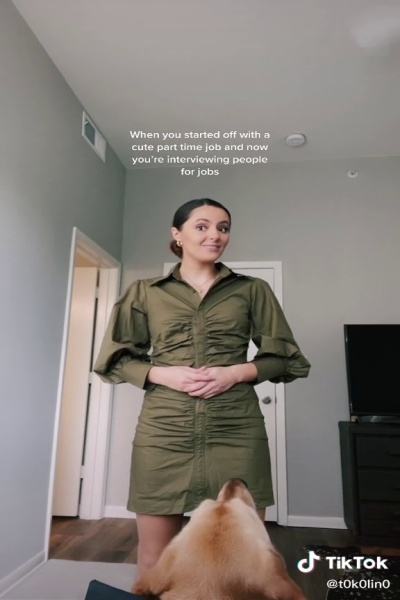 When you started off with a
cute part time job and now
you're interviewing people
for jobs
TikTok
@t0k0lin0